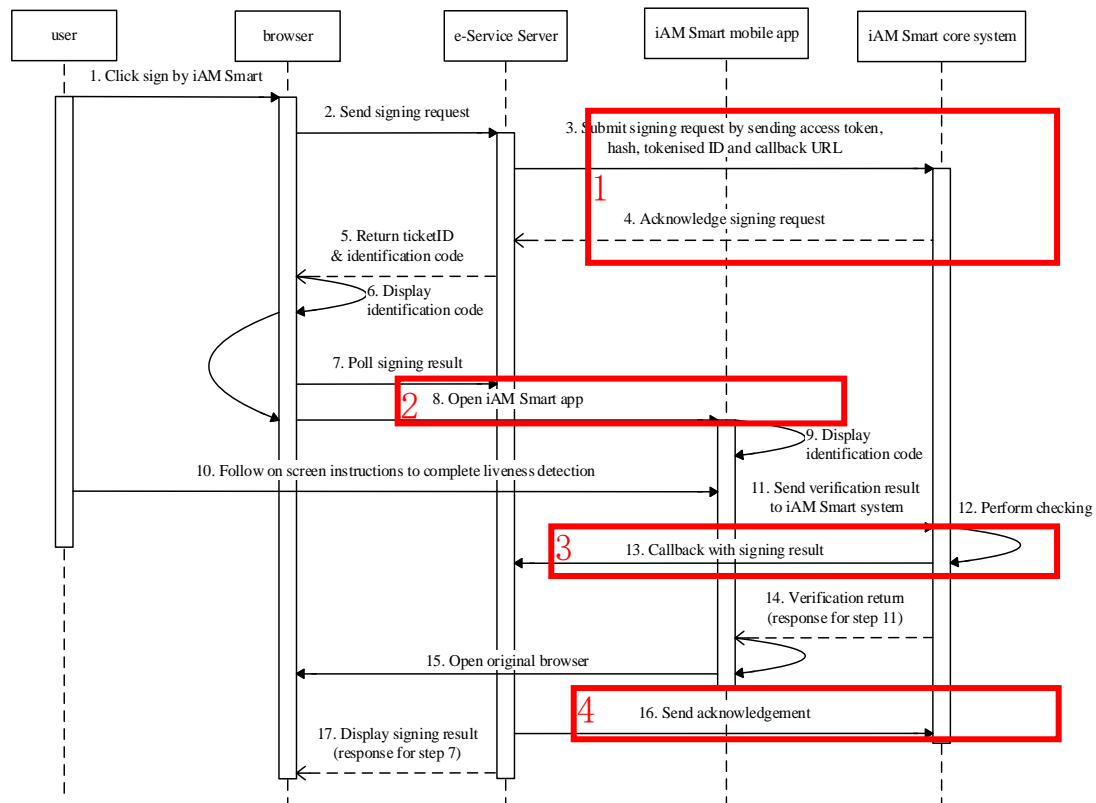 user
browser
e-Service Server
iAM Smart mobile app
iAM Smart core system
1. Click sign by iAM Smart
2. Send signing request
3. Submit signing request by sending access token,
hash, tokenised ID and callback URL
1
4. Acknowledge signing request
5. Return ticketID
& identification code
6. Display
identification code
7. Poll signing result
2
8. Open iAM Smart app
9. Display
identification code
10. Follow on screen instructions to complete liveness detection
11. Send verification result
to iAM Smart system
12. Perform checking
3
13. Callback with signing result
14. Verification return
(response for step 11)
15. Open original browser
4
16. Send acknowledgement
17. Display signing result
(response for step 7)